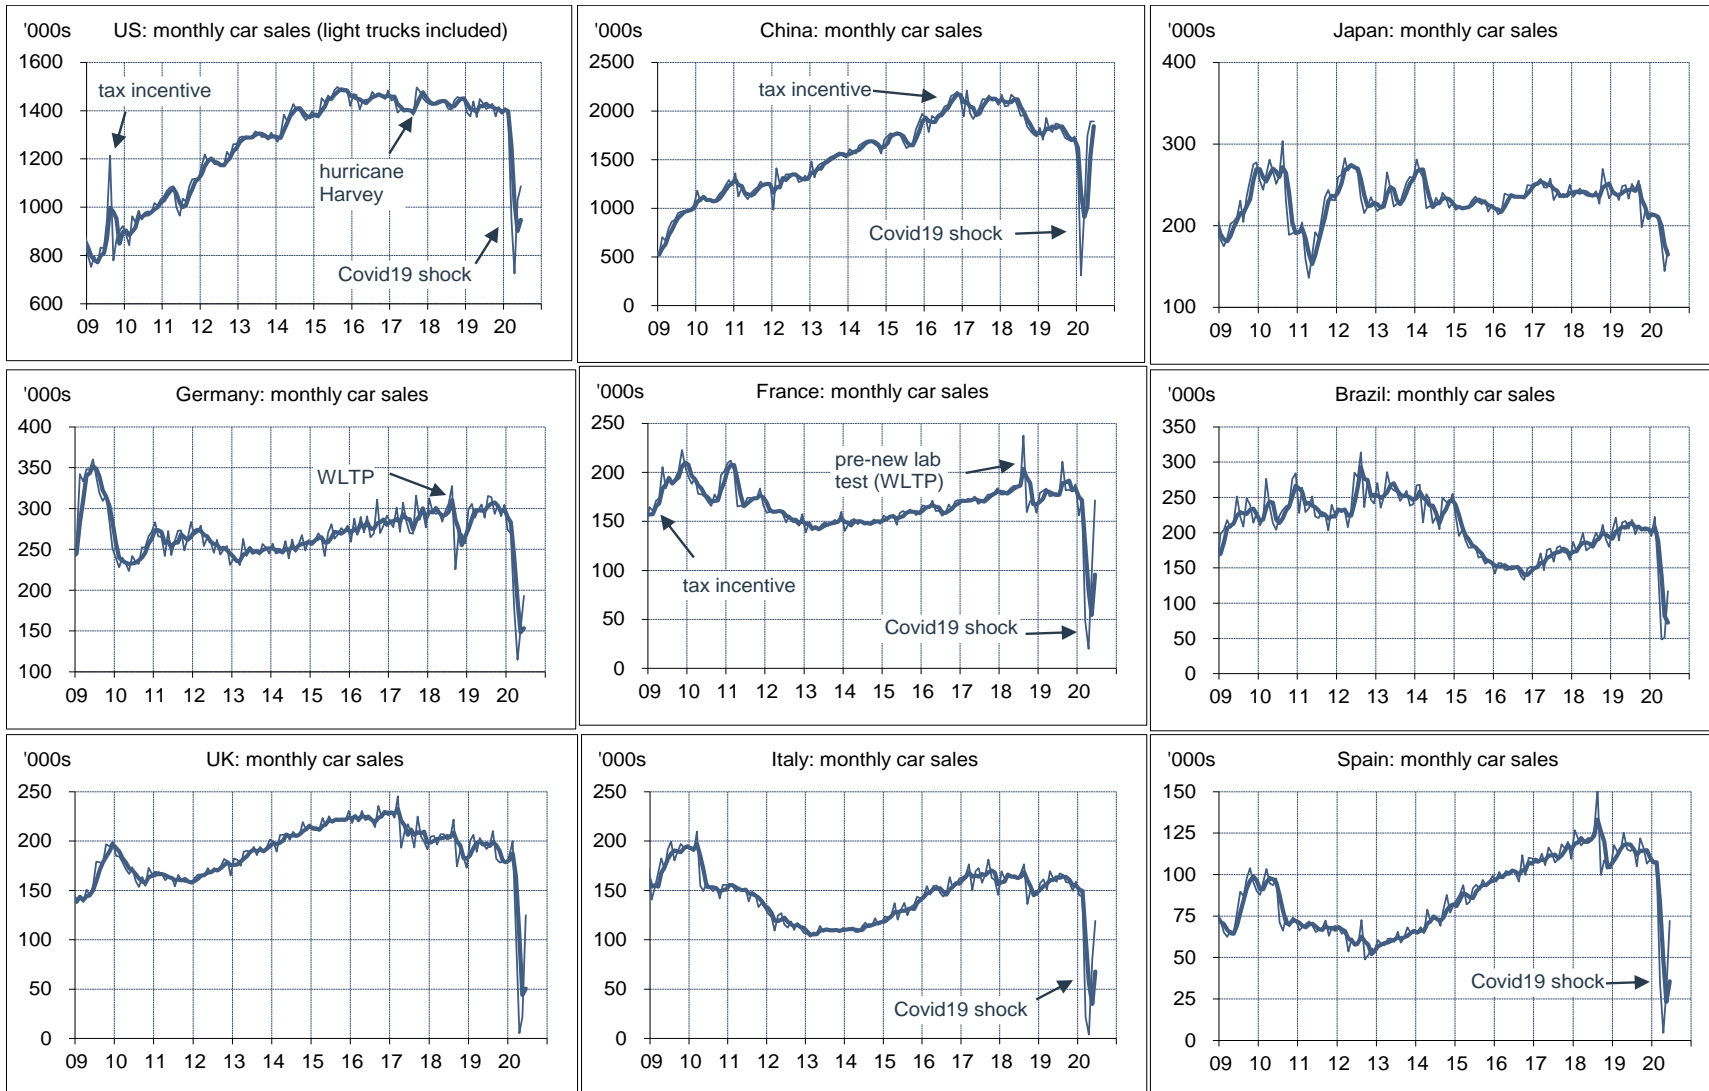 '000s
US: monthly car sales (light trucks included)
1600
1400
1200
1000
800
600
tax incentive
hurricane
Harvey
Covid19 shock
09 10 11 12 13 14 15 16 17 18 19 20
'000s
China: monthly car sales
2500
2000
1500
1000
500
0
tax incentive
Covid19 shock
09 10 11 12 13 14 15 16 17 18 19 20
'000s
Japan: monthly car sales
400
300
200
100
09 10 11 12 13 14 15 16 17 18 19 20
'000s
Germany: monthly car sales
400
350
300
250
200
150
100
WLTP
09 10 11 12 13 14 15 16 17 18 19 20
'000s
France: monthly car sales
250
200
150
100
50
0
pre-new lab
test (WLTP)
tax incentive
Covid19 shock
09 10 11 12 13 14 15 16 17 18 19 20
'000s
Brazil: monthly car sales
350
300
250
200
150
100
50
0
09 10 11 12 13 14 15 16 17 18 19 20
'000s
UK: monthly car sales
250
200
150
100
50
0
09 10 11 12 13 14 15 16 17 18 19 20
'000s
Italy: monthly car sales
250
200
150
100
50
0
Covid19 shock
09 10 11 12 13 14 15 16 17 18 19 20
'000s
Spain: monthly car sales
150
125
100
75
50
25
0
Covid19 shock
09 10 11 12 13 14 15 16 17 18 19 20